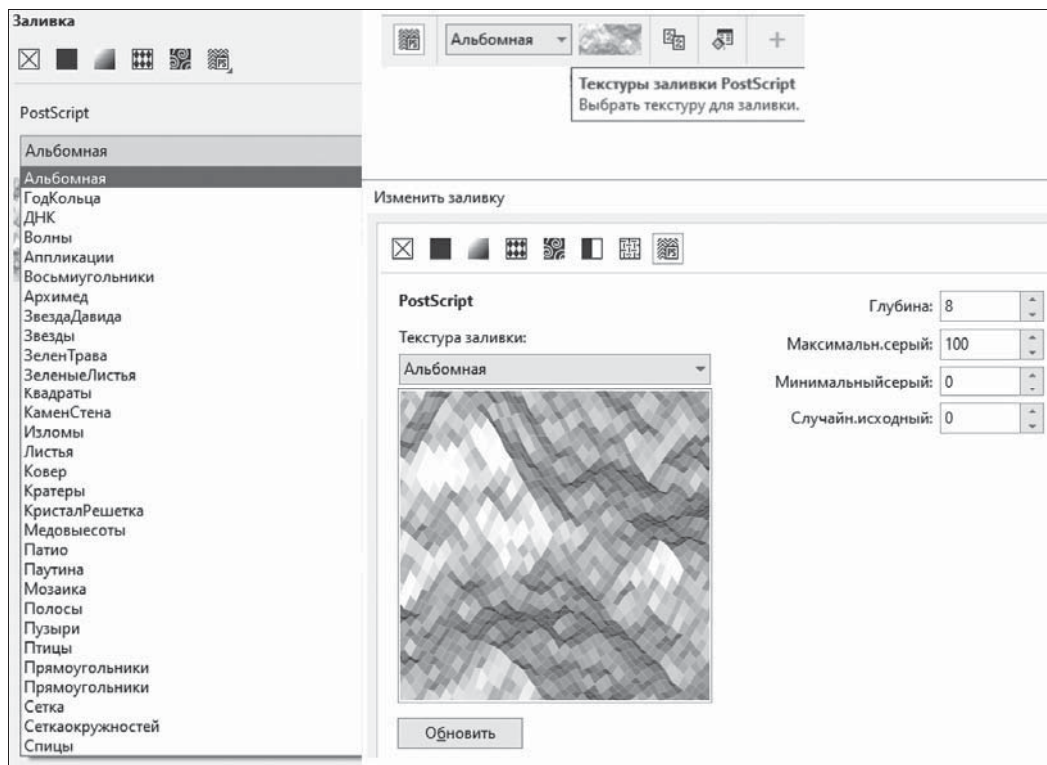 Заливка
PostScript
Альбомная
Альбомная
ГодКольца
ДНК
Волны
Аппликации
Восьмиугольники
Архимед
ЗвездаДавида
Звезды
ЗеленТрава
ЗеленыеЛистья
Квадраты
КаменСтена
Изломы
Листья
Ковер
Кратеры
КристалРешетка
Медовыесоты
Патио
Паутина
Мозаика
Полосы
Пузыри
Птицы
Прямоугольники
Прямоугольники
Сетка
Сеткаокружностей
Спицы
Альбомная
Текстуры заливки PostScript
Выбрать текстуру для заливки.
Изменить заливку
PostScript
Текстура заливки:
Альбомная
Обновить
Глубина: 8
Максимальн.серый: 100
Минимальныйсерый: 0
Случайн.исходный: 0